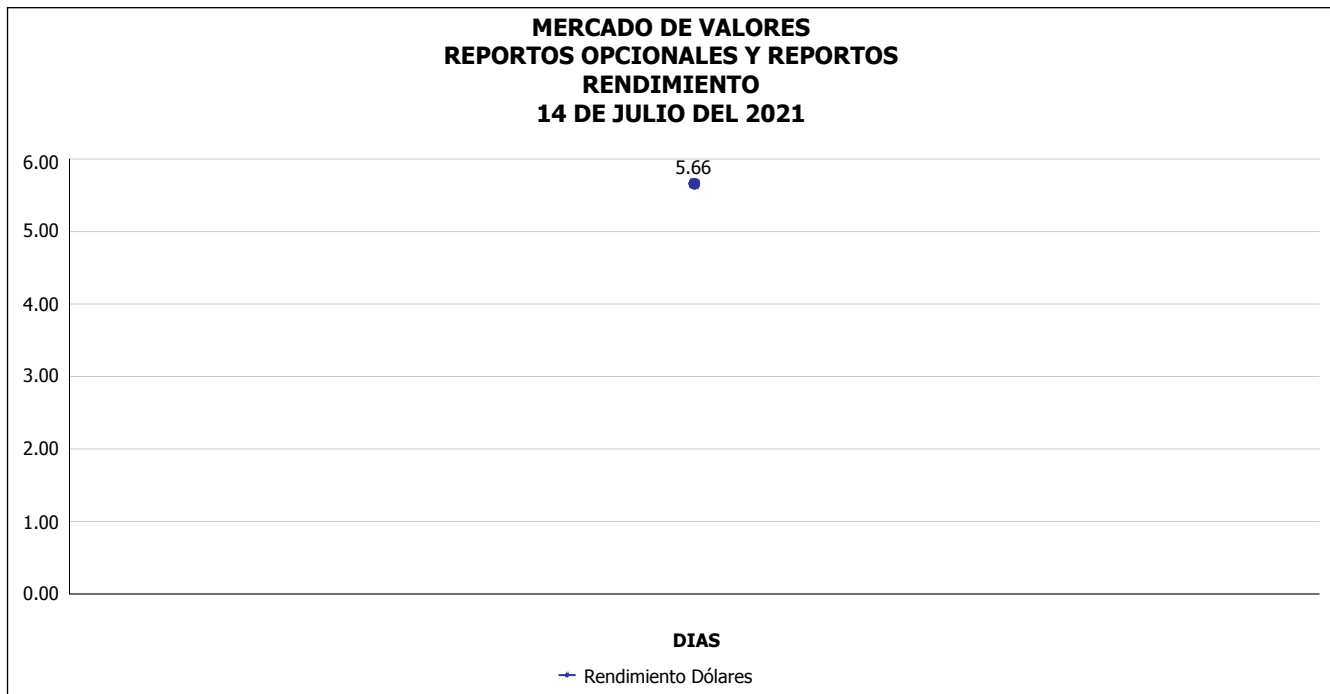 MERCADO DE VALORES
REPORTOS OPCIONALES Y REPORTOS
RENDIMIENTO
14 DE JULIO DEL 2021
6.00
5.66
5.00
4.00
3.00
2.00
1.00
0.00
DIAS
Rendimiento Dólares